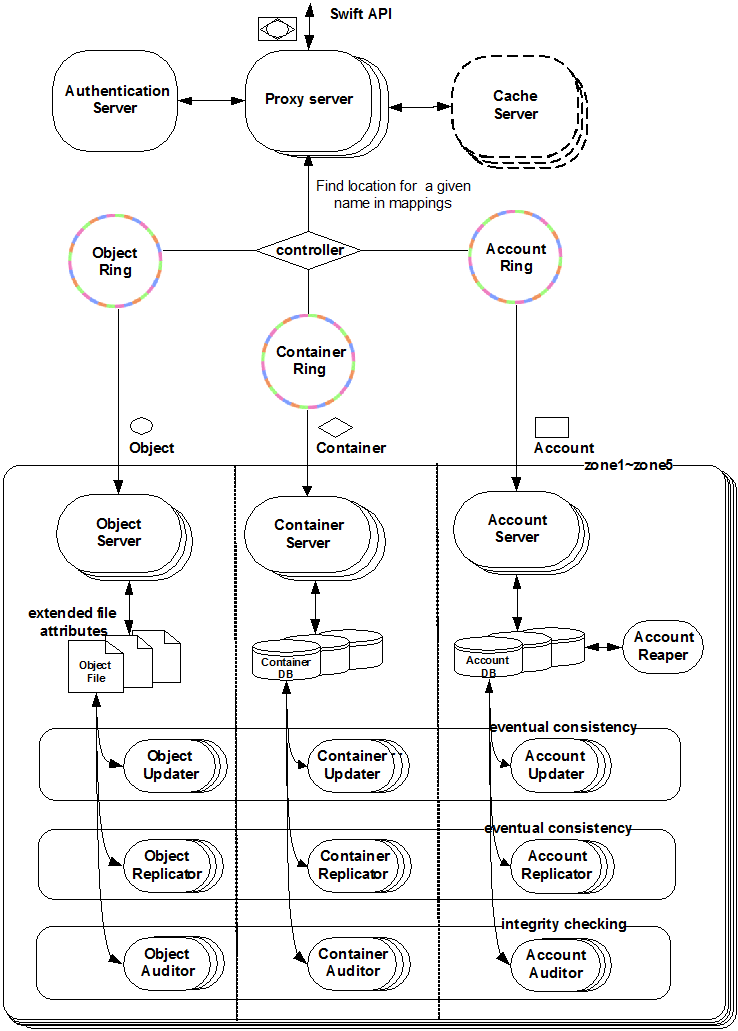 Swift API
Authentication
Server
Proxy server
Cache
Server
Find location for a given
name in mappings
Object
Ring
controller
Account
Ring
Container
Ring
Object
Container
Account
zone1~zone5
Object
Server
Container
Server
Account
Server
extended file
attributes
Object
File
Container
DB
Account
DB
Account
Reaper
eventual consistency
Object
Updater
Container
Updater
Account
Updater
eventual consistency
Object
Replicator
Container
Replicator
Account
Replicator
integrity checking
Object
Auditor
Container
Auditor
Account
Auditor